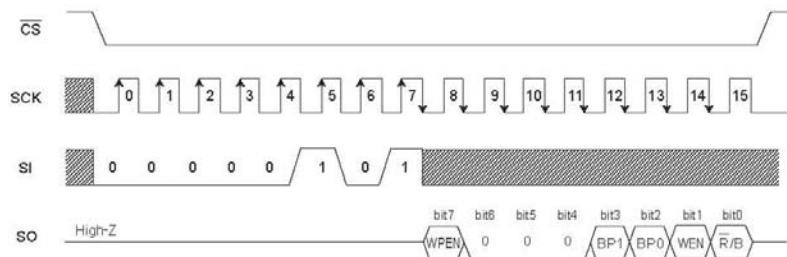 C̅S̅
SCK 0 1 2 3 4 5 6 7 8 9 10 11 12 13 14 15
SI 0 0 0 0 0 1 0 1
bit7 bit6 bit5 bit4 bit3 bit2 bit1 bit0
SO High-Z WPEN 0 0 0 BP1 BP0 WEN R̅/B